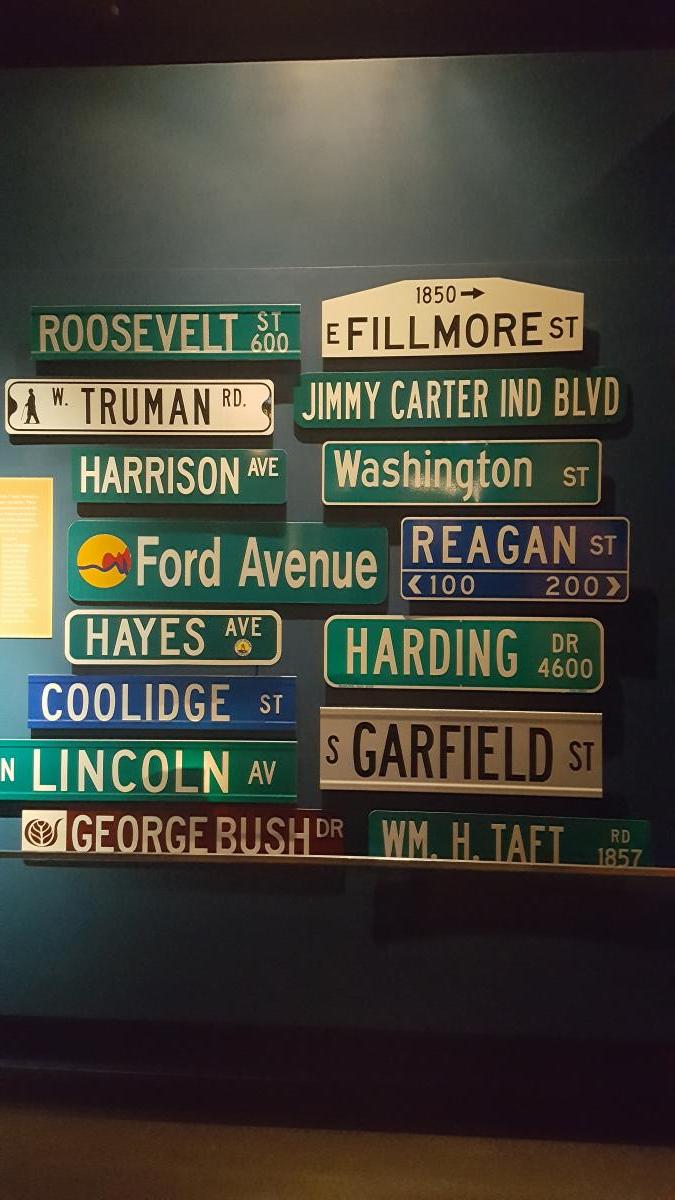 ROOSEVELT ST
600
1850 →
E FILLMORE ST
W. TRUMAN RD.
JIMMY CARTER IND BLVD
HARRISON AVE
Washington ST
Ford Avenue
REAGAN ST
100 200
HAYES AVE
HARDING DR
4600
COOLIDGE ST
N LINCOLN AV
S GARFIELD ST
GEORGE BUSH DR
WM. H. TAFT RD
1857